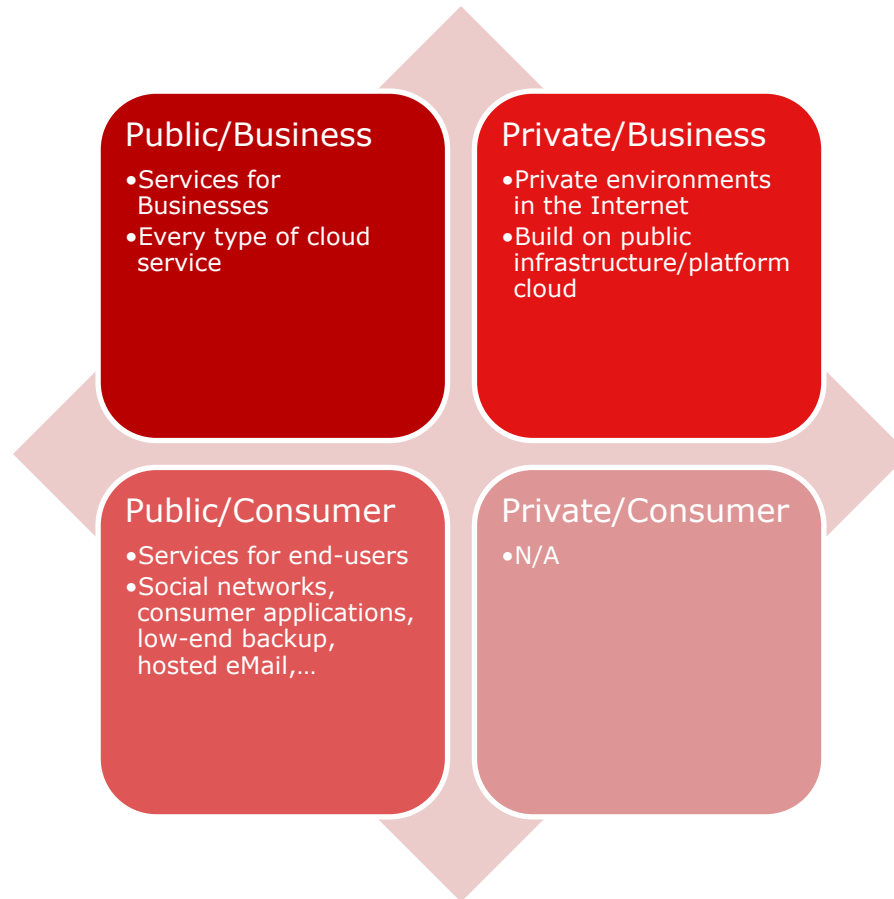 Public/Business
•Services for
Businesses
•Every type of cloud
service
Private/Business
•Private environments
in the Internet
•Build on public
infrastructure/platform
cloud
Public/Consumer
•Services for end-users
•Social networks,
consumer applications,
low-end backup,
hosted eMail,…
Private/Consumer
•N/A